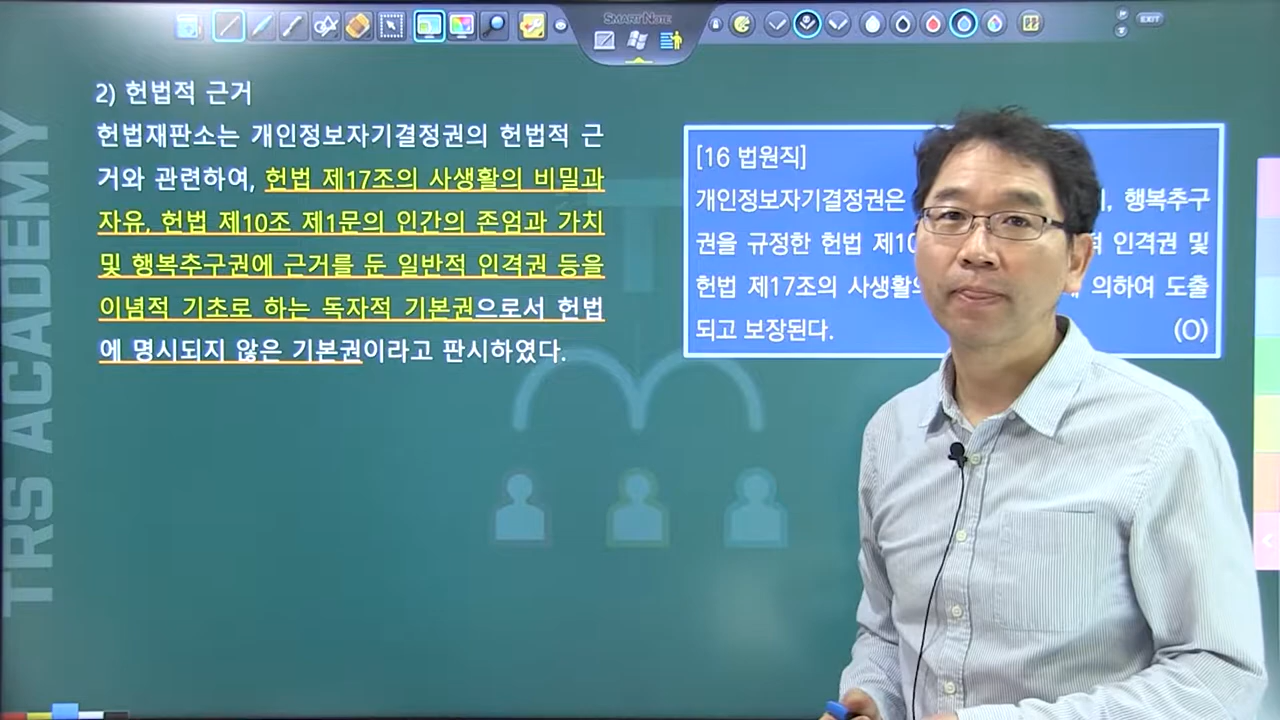 SMARTNOTE
EXIT
2) 헌법적 근거
헌법재판소는 개인정보자기결정권의 헌법적 근
거와 관련하여, 헌법 제17조의 사생활의 비밀과
자유, 헌법 제10조 제1문의 인간의 존엄과 가치
및 행복추구권에 근거를 둔 일반적 인격권 등을
이념적 기초로 하는 독자적 기본권으로서 헌법
에 명시되지 않은 기본권이라고 판시하였다.
[16 법원직]
개인정보자기결정권은 행복추구
권을 규정한 헌법 인격권 및
헌법 제17조의 의하여 도출
되고 보장된다. (O)
TRS ACADEMY